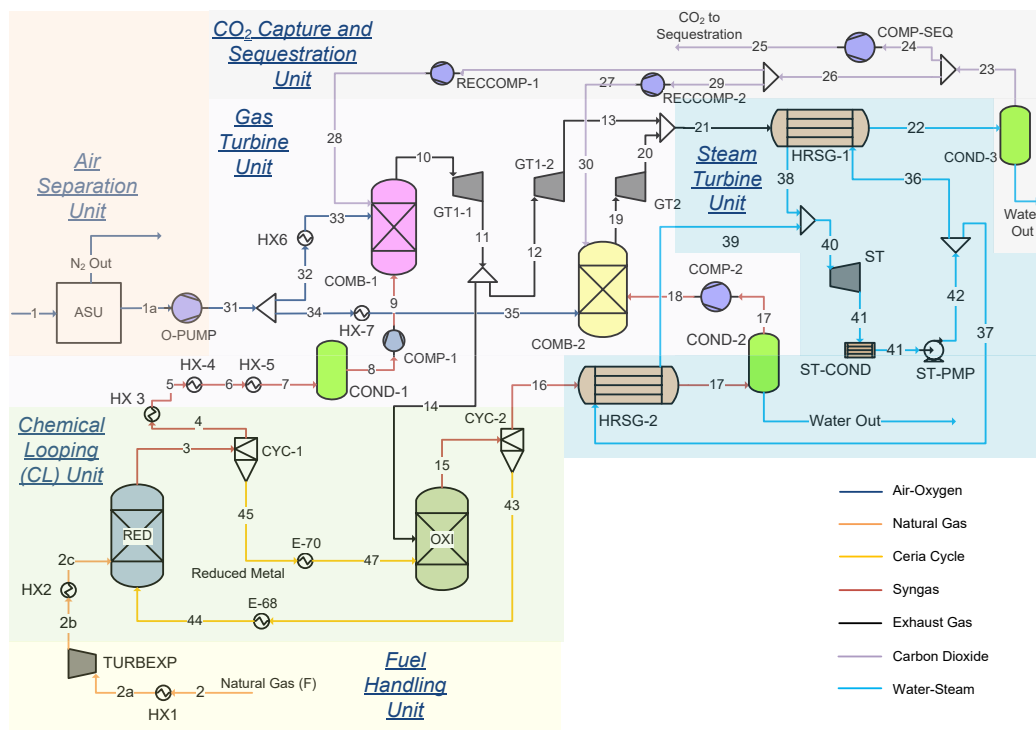 CO₂ Capture and
Sequestration
Unit
CO₂ to
Sequestration
25
COMP-SEQ
24
23
26
RECCOMP-1
27
29
RECCOMP-2
28
30
Gas
Turbine
Unit
Air
Separation
Unit
N₂ Out
1
ASU
1a
O-PUMP
31
HX6
33
32
34
HX-7
35
10
COMB-1
9
COMP-1
GT1-1
11
12
GT1-2
13
20
GT2
19
COMB-2
21
HRSG-1
22
COND-3
Wate
Out
Steam
Turbine
Unit
38
36
39
40
ST
41
ST-COND
41
ST-PMP
42
37
18
COMP-2
17
COND-2
Water Out
16
HRSG-2
17
HX-4
HX-5
5
6
7
COND-1
8
HX 3
4
14
CYC-2
Chemical
Looping
(CL) Unit
3
CYC-1
15
43
RED
45
OXI
E-70
47
Reduced Metal
2c
HX2
2b
44
E-68
TURBEXP
2a
HX1
2
Natural Gas (F)
Fuel
Handling
Unit
Air-Oxygen
Natural Gas
Ceria Cycle
Syngas
Exhaust Gas
Carbon Dioxide
Water-Steam